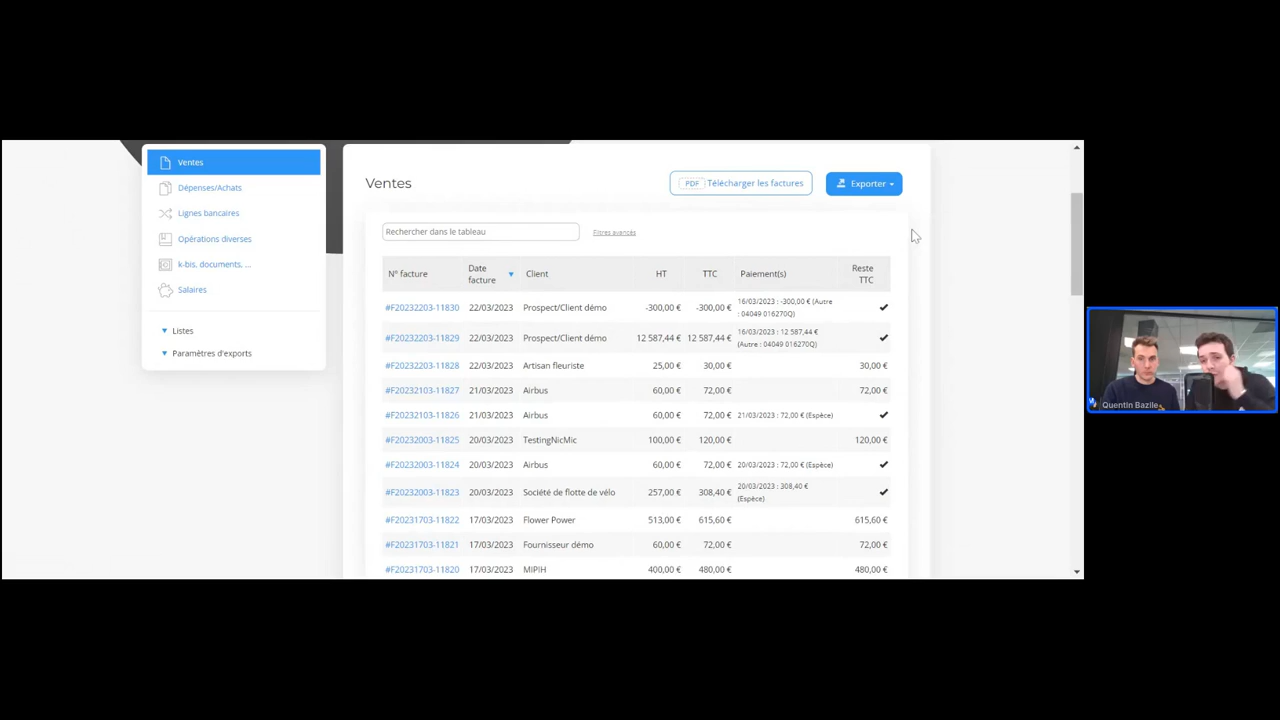 Ventes
Dépenses/Achats
Lignes bancaires
Opérations diverses
k-bis, documents, ...
Salaires
Listes
Paramètres d'exports
Ventes
PDF Télécharger les factures
Exporter
Rechercher dans le tableau
Filtres avancés
N° facture Date facture Client HT TTC Paiement(s) Reste TTC
#F20232203-11830 22/03/2023 Prospect/Client démo -300,00 € -300,00 € 16/03/2023 : -300,00 € (Autre : 04049 016270Q)
#F20232203-11829 22/03/2023 Prospect/Client démo 12 587,44 € 12 587,44 € 16/03/2023 : 12 587,44 € (Autre : 04049 016270Q)
#F20232203-11828 22/03/2023 Artisan fleuriste 25,00 € 30,00 € 30,00 €
#F20232103-11827 21/03/2023 Airbus 60,00 € 72,00 € 72,00 €
#F20232103-11826 21/03/2023 Airbus 60,00 € 72,00 € 21/03/2023 : 72,00 € (Espèce)
#F20232003-11825 20/03/2023 TestingNicMic 100,00 € 120,00 € 120,00 €
#F20232003-11824 20/03/2023 Airbus 60,00 € 72,00 € 20/03/2023 : 72,00 € (Espèce)
#F20232003-11823 20/03/2023 Société de flotte de vélo 257,00 € 308,40 € 20/03/2023 : 308,40 € (Espèce)
#F20231703-11822 17/03/2023 Flower Power 513,00 € 615,60 € 615,60 €
#F20231703-11821 17/03/2023 Fournisseur démo 60,00 € 72,00 € 72,00 €
#F20231703-11820 17/03/2023 MIPIH 400,00 € 480,00 € 480,00 €
Quentin Bazile